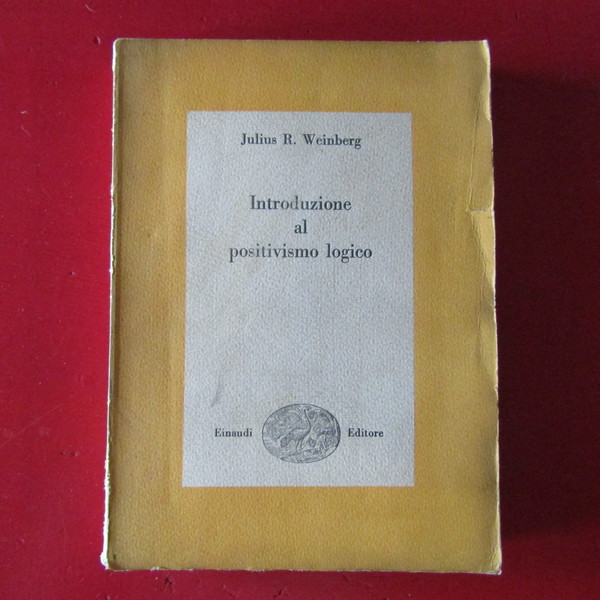 Julius R. Weinberg
Introduzione
al
positivismo logico
Einaudi Editore